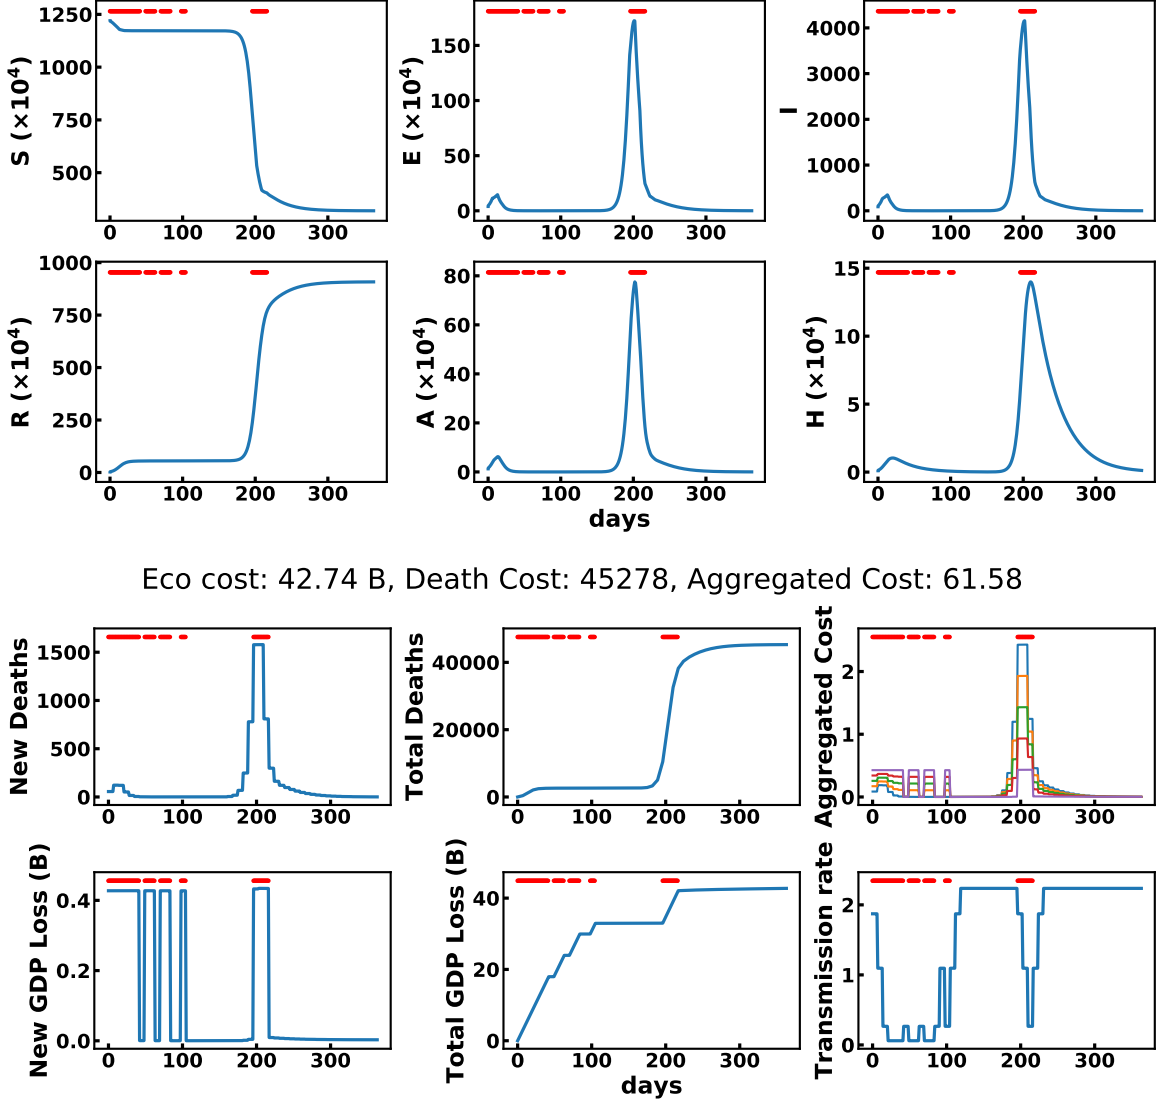 S (×10⁴)
1250
1000
750
500
0 100 200 300
E (×10⁴)
150
100
50
0
0 100 200 300
I
4000
3000
2000
1000
0
0 100 200 300
R (×10⁴)
1000
750
500
250
0
0 100 200 300
A (×10⁴)
80
60
40
20
0
0 100 200 300
days
H (×10⁴)
15
10
5
0
0 100 200 300
Eco cost: 42.74 B, Death Cost: 45278, Aggregated Cost: 61.58
New Deaths
1500
1000
500
0
0 100 200 300
Total Deaths
40000
20000
0
0 100 200 300
Aggregated Cost
2
1
0
0 100 200 300
New GDP Loss (B)
0.4
0.2
0.0
0 100 200 300
Total GDP Loss (B)
40
20
0
0 100 200 300
days
Transmission rate
2
1
0
0 100 200 300